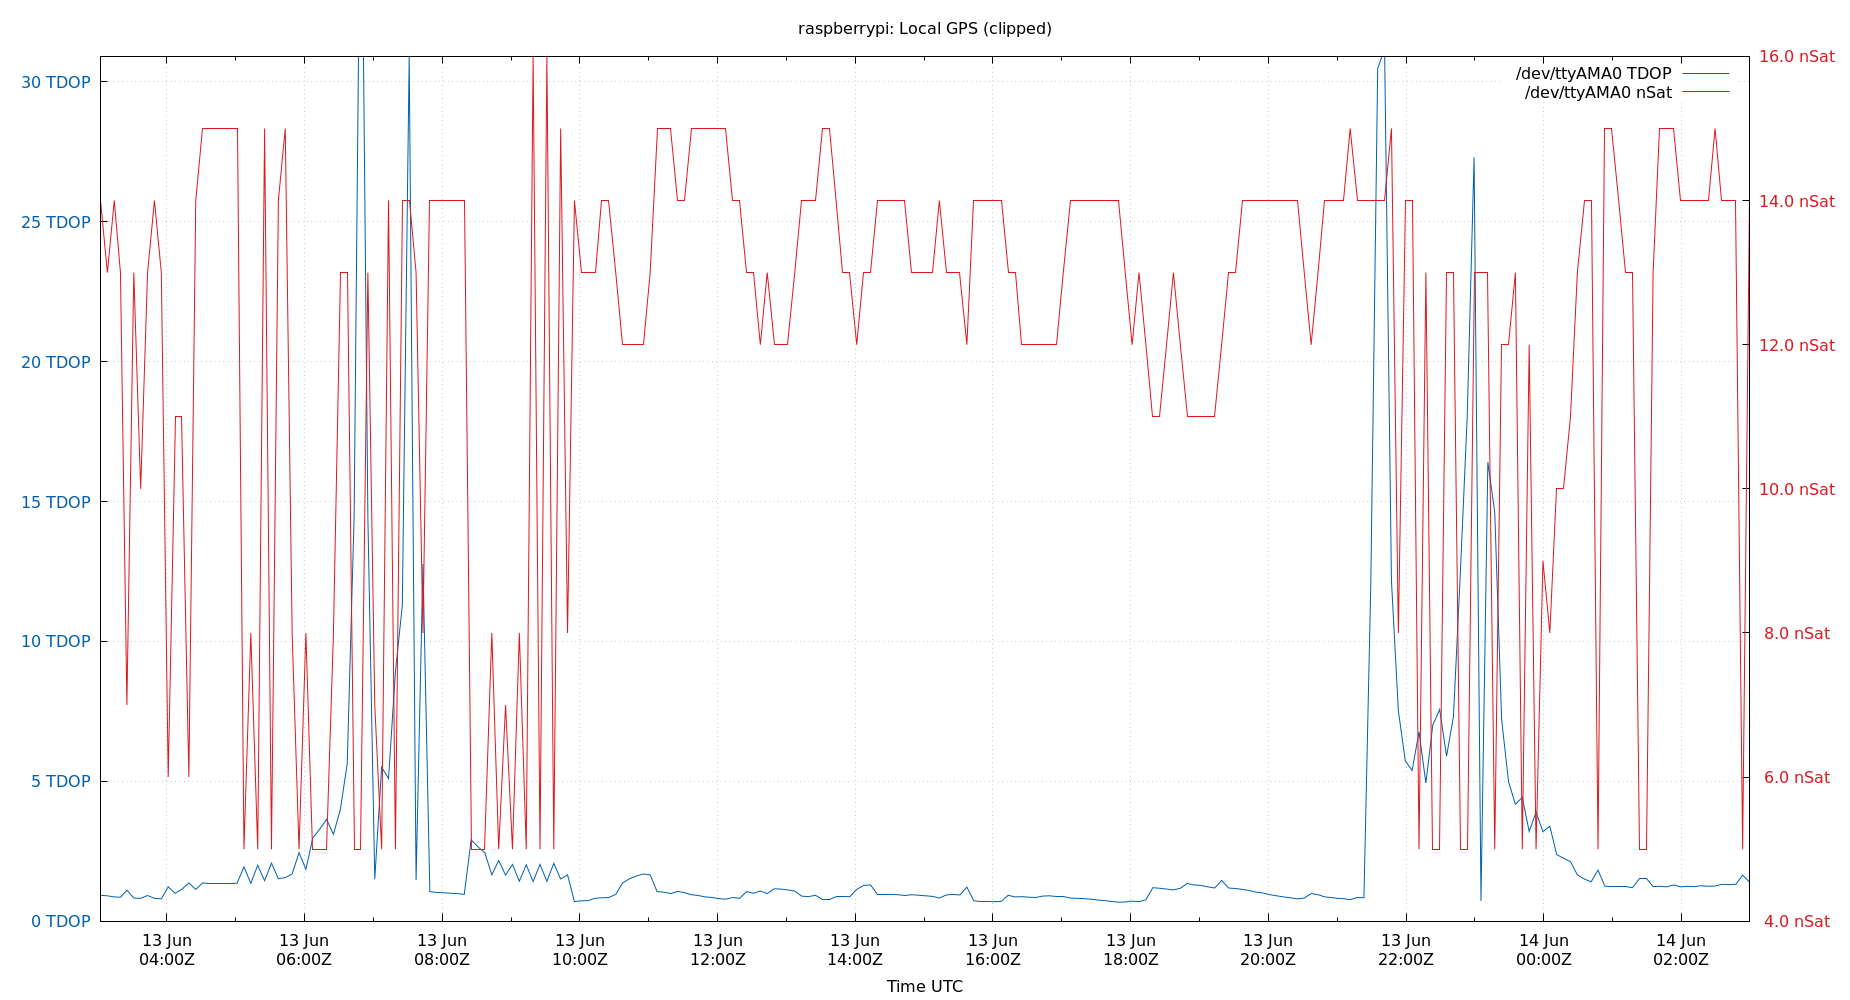 raspberrypi: Local GPS (clipped)
/dev/ttyAMA0 TDOP
/dev/ttyAMA0 nSat
30 TDOP
25 TDOP
20 TDOP
15 TDOP
10 TDOP
5 TDOP
0 TDOP
16.0 nSat
14.0 nSat
12.0 nSat
10.0 nSat
8.0 nSat
6.0 nSat
4.0 nSat
13 Jun
04:00Z
13 Jun
06:00Z
13 Jun
08:00Z
13 Jun
10:00Z
13 Jun
12:00Z
13 Jun
14:00Z
13 Jun
16:00Z
13 Jun
18:00Z
13 Jun
20:00Z
13 Jun
22:00Z
14 Jun
00:00Z
14 Jun
02:00Z
Time UTC